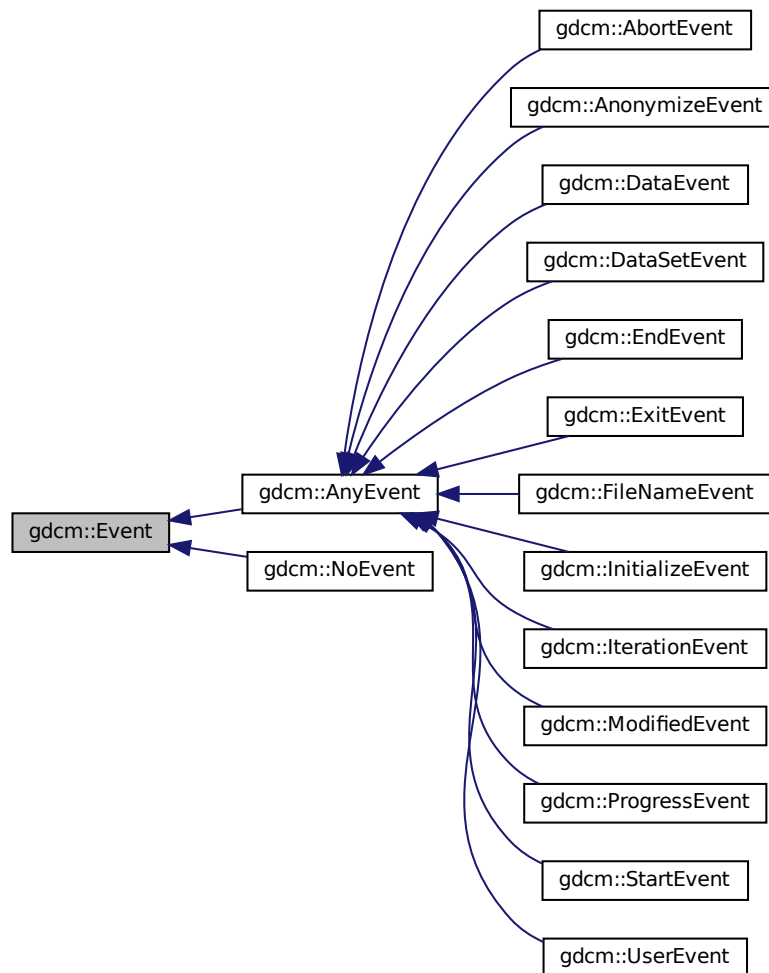 gdcm::AbortEvent
gdcm::AnonymizeEvent
gdcm::DataEvent
gdcm::DataSetEvent
gdcm::EndEvent
gdcm::ExitEvent
gdcm::AnyEvent
gdcm::FileNameEvent
gdcm::Event
gdcm::NoEvent
gdcm::InitializeEvent
gdcm::IterationEvent
gdcm::ModifiedEvent
gdcm::ProgressEvent
gdcm::StartEvent
gdcm::UserEvent